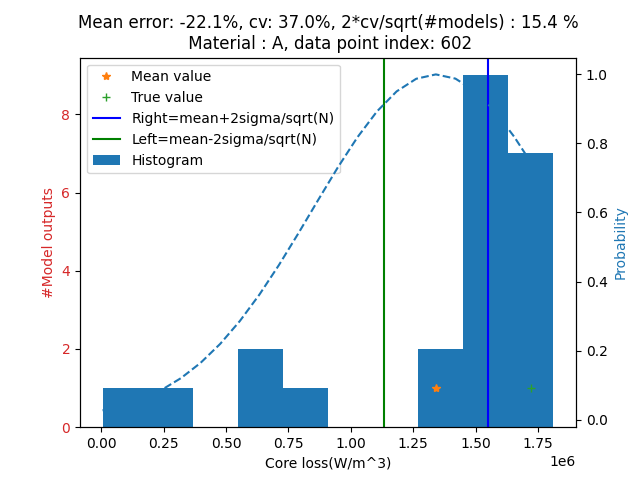 Mean error: -22.1%, cv: 37.0%, 2*cv/sqrt(#models) : 15.4 %
Material : A, data point index: 602
Mean value
True value
Right=mean+2sigma/sqrt(N)
Left=mean-2sigma/sqrt(N)
Histogram
#Model outputs
8
6
4
2
0
1.0
0.8
0.6
0.4
0.2
0.0
Probability
0.00 0.25 0.50 0.75 1.00 1.25 1.50 1.75
1e6
Core loss(W/m^3)